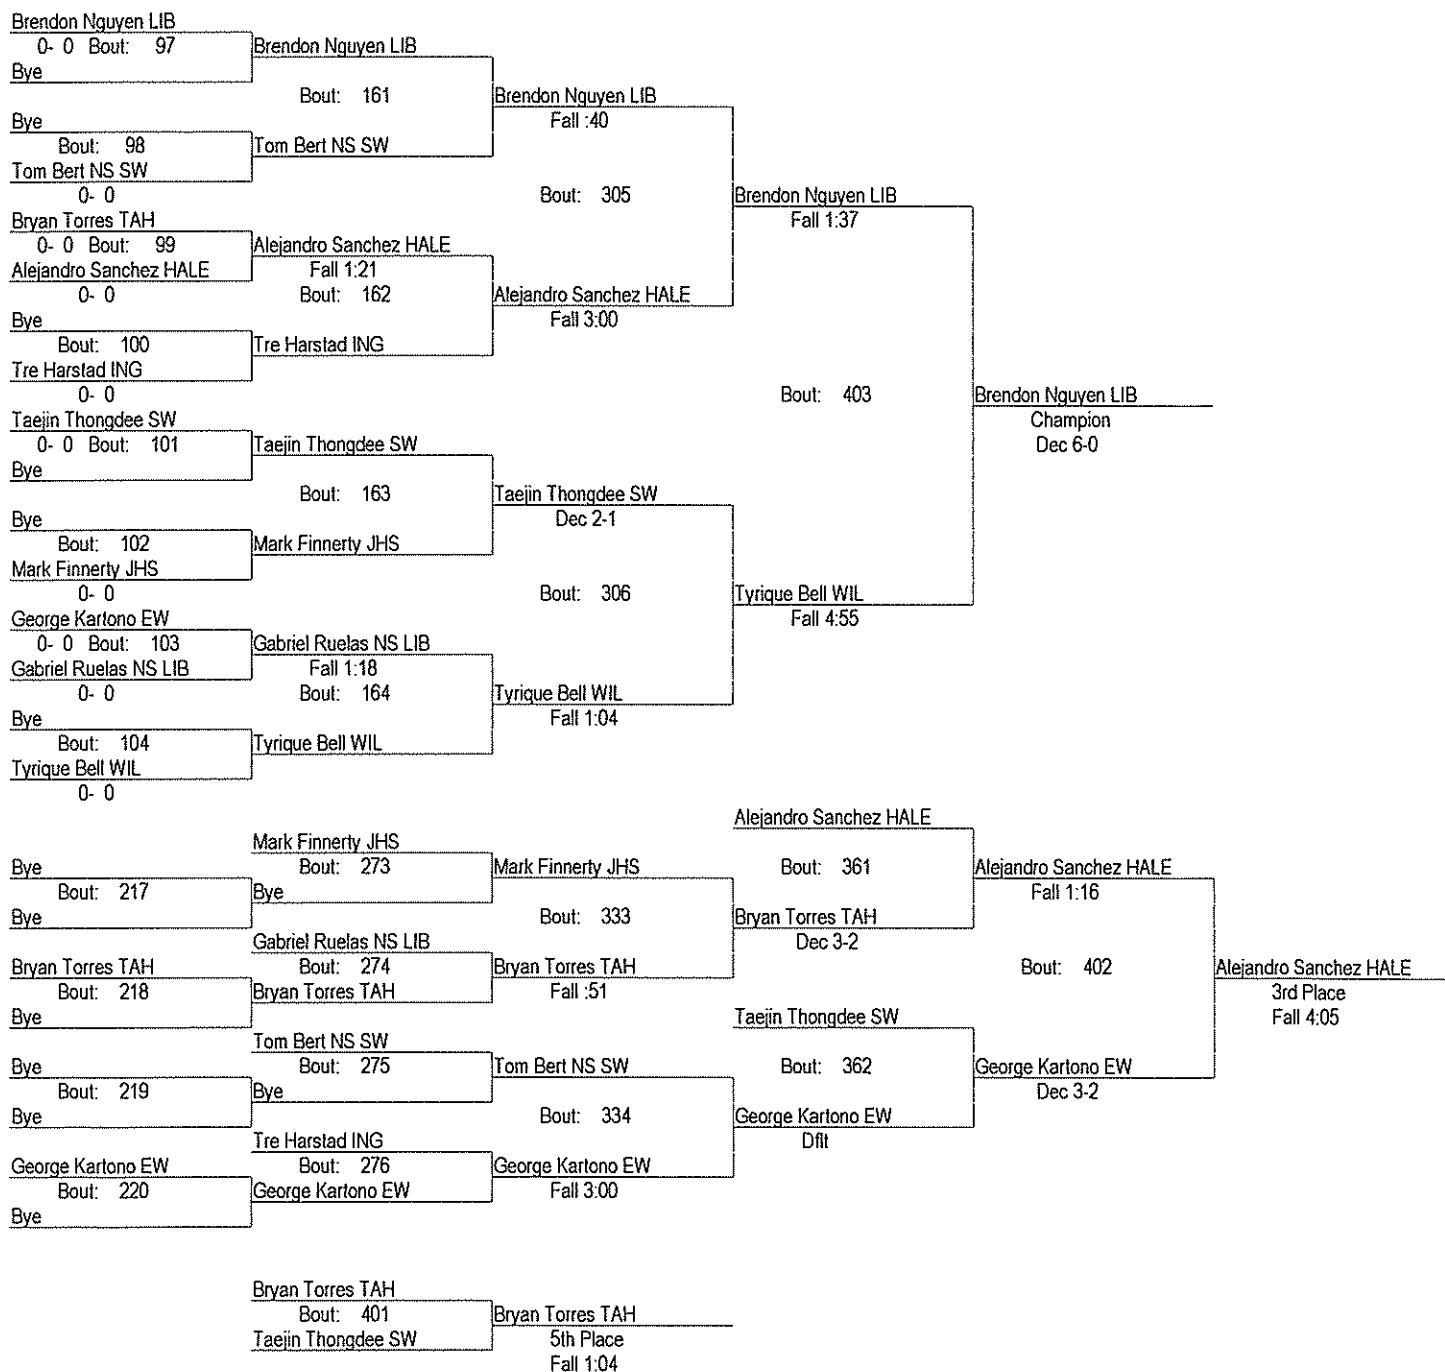 Brendon Nguyen LIB
0- 0 Bout: 97
Bye
Brendon Nguyen LIB
Bout: 161
Bye
Bout: 98
Tom Bert NS SW
0- 0
Tom Bert NS SW
Brendon Nguyen LIB
Fall :40
Bout: 305
Bryan Torres TAH
0- 0 Bout: 99
Alejandro Sanchez HALE
0- 0
Alejandro Sanchez HALE
Fall 1:21
Bout: 162
Bye
Bout: 100
Tre Harstad ING
0- 0
Tre Harstad ING
Alejandro Sanchez HALE
Fall 3:00
Brendon Nguyen LIB
Fall 1:37
Bout: 403
Taejin Thongdee SW
0- 0 Bout: 101
Bye
Taejin Thongdee SW
Bout: 163
Bye
Bout: 102
Mark Finnerty JHS
0- 0
Mark Finnerty JHS
Taejin Thongdee SW
Dec 2-1
Bout: 306
George Kartono EW
0- 0 Bout: 103
Gabriel Ruelas NS LIB
0- 0
Gabriel Ruelas NS LIB
Fall 1:18
Bout: 164
Bye
Bout: 104
Tyrique Bell WIL
0- 0
Tyrique Bell WIL
Tyrique Bell WIL
Fall 1:04
Tyrique Bell WIL
Fall 4:55
Brendon Nguyen LIB
Champion
Dec 6-0
Bye
Bout: 217
Bye
Mark Finnerty JHS
Bout: 273
Bye
Mark Finnerty JHS
Bout: 333
Bryan Torres TAH
Bout: 218
Bye
Gabriel Ruelas NS LIB
Bout: 274
Bryan Torres TAH
Bryan Torres TAH
Fall :51
Alejandro Sanchez HALE
Bout: 361
Bryan Torres TAH
Dec 3-2
Alejandro Sanchez HALE
Fall 1:16
Bout: 402
Bye
Bout: 219
Bye
Tom Bert NS SW
Bout: 275
Bye
Tom Bert NS SW
Bout: 334
George Kartono EW
Bout: 220
Bye
Tre Harstad ING
Bout: 276
George Kartono EW
George Kartono EW
Fall 3:00
Taejin Thongdee SW
Bout: 362
George Kartono EW
Dflt
George Kartono EW
Dec 3-2
Alejandro Sanchez HALE
3rd Place
Fall 4:05
Bryan Torres TAH
Bout: 401
Taejin Thongdee SW
Bryan Torres TAH
5th Place
Fall 1:04